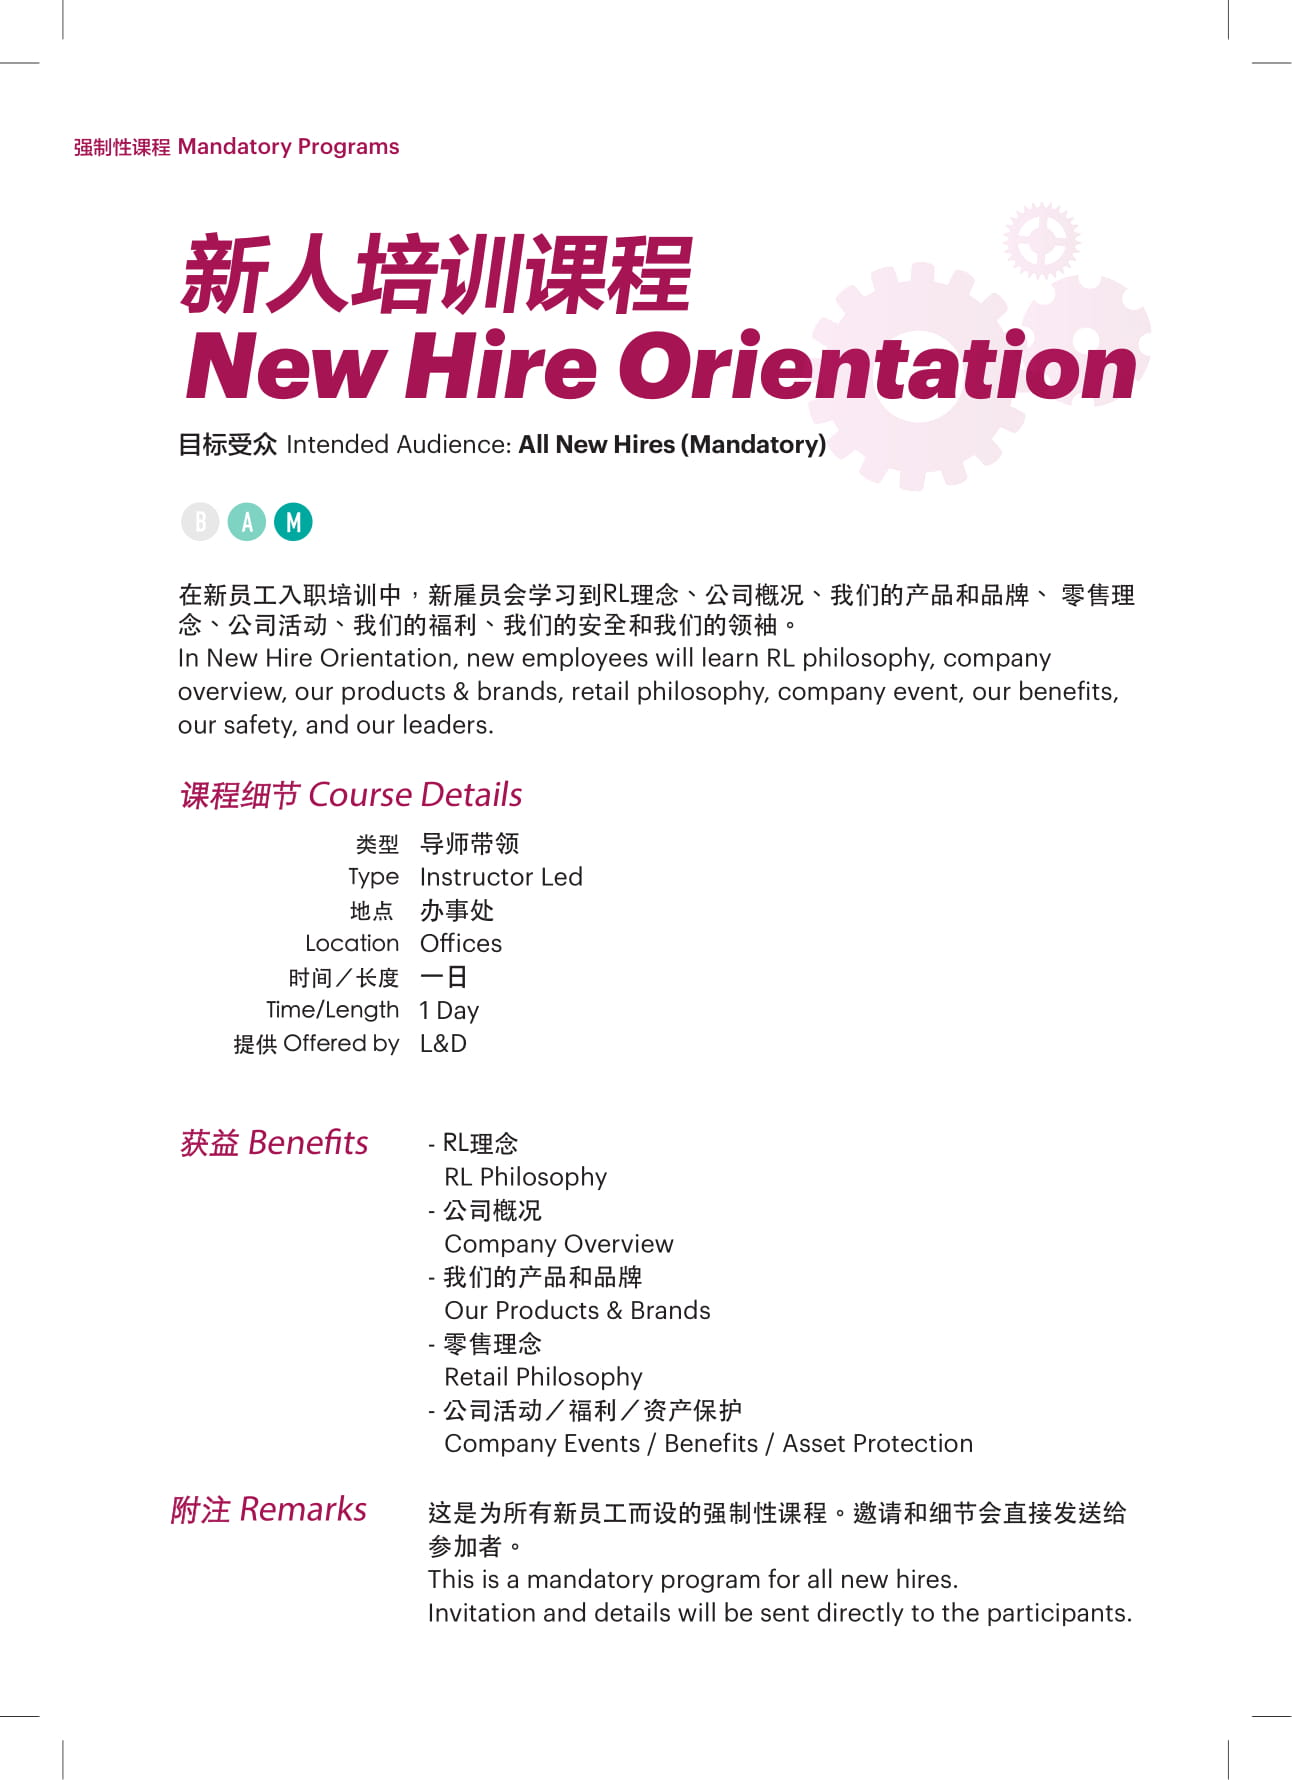 强制性课程 Mandatory Programs
新人培训课程
New Hire Orientation
目标受众 Intended Audience: All New Hires (Mandatory)
B A M
在新员工入职培训中，新雇员会学习到RL理念、公司概况、我们的产品和品牌、 零售理
念、公司活动、我们的福利、我们的安全和我们的领袖。
In New Hire Orientation, new employees will learn RL philosophy, company
overview, our products & brands, retail philosophy, company event, our benefits,
our safety, and our leaders.
课程细节 Course Details
类型 导师带领
Type Instructor Led
地点 办事处
Location Offices
时间／长度 一日
Time/Length 1 Day
提供 Offered by L&D
获益 Benefits - RL理念
RL Philosophy
- 公司概况
Company Overview
- 我们的产品和品牌
Our Products & Brands
- 零售理念
Retail Philosophy
- 公司活动／福利／资产保护
Company Events / Benefits / Asset Protection
附注 Remarks 这是为所有新员工而设的强制性课程。邀请和细节会直接发送给
参加者。
This is a mandatory program for all new hires.
Invitation and details will be sent directly to the participants.